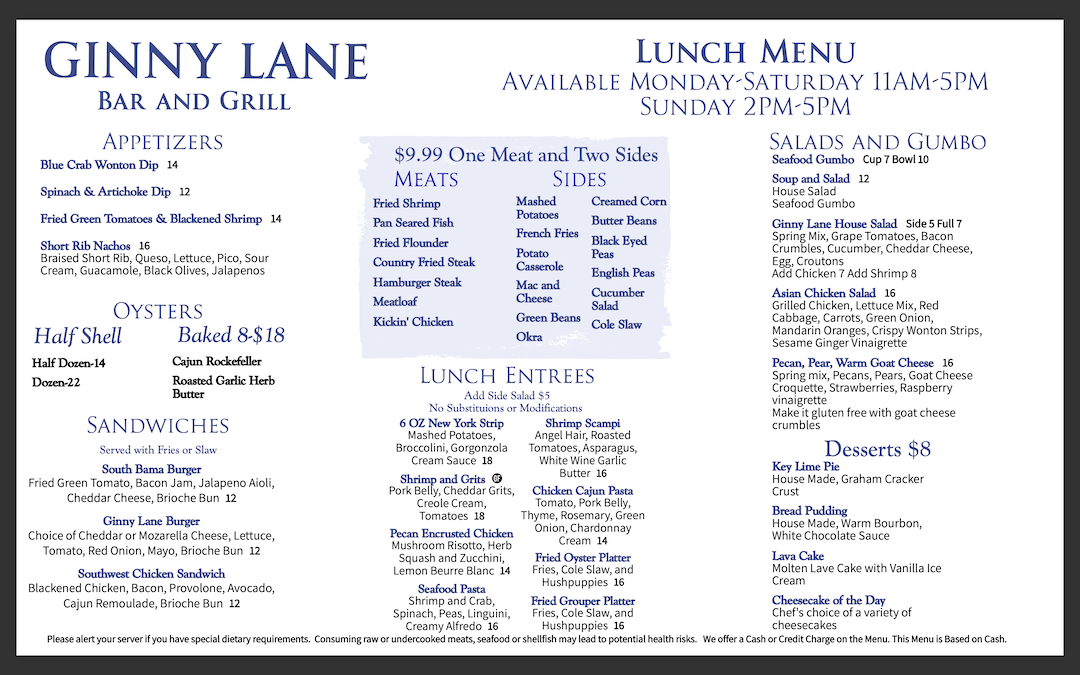 GINNY LANE
BAR AND GRILL
LUNCH MENU
AVAILABLE MONDAY-SATURDAY 11AM-5PM
SUNDAY 2PM-5PM
APPETIZERS
Blue Crab Wonton Dip 14
Spinach & Artichoke Dip 12
Fried Green Tomatoes & Blackened Shrimp 14
Short Rib Nachos 16
Braised Short Rib, Queso, Lettuce, Pico, Sour
Cream, Guacamole, Black Olives, Jalapenos
OYSTERS
Half Shell
Half Dozen-14
Dozen-22
Baked 8-$18
Cajun Rockefeller
Roasted Garlic Herb
Butter
SANDWICHES
Served with Fries or Slaw
South Bama Burger
Fried Green Tomato, Bacon Jam, Jalapeno Aioli,
Cheddar Cheese, Brioche Bun 12
Ginny Lane Burger
Choice of Cheddar or Mozarella Cheese, Lettuce,
Tomato, Red Onion, Mayo, Brioche Bun 12
Southwest Chicken Sandwich
Blackened Chicken, Bacon, Provolone, Avocado,
Cajun Remoulade, Brioche Bun 12
$9.99 One Meat and Two Sides
MEATS
Fried Shrimp
Pan Seared Fish
Fried Flounder
Country Fried Steak
Hamburger Steak
Meatloaf
Kickin' Chicken
SIDES
Mashed
Potatoes
French Fries
Potato
Casserole
Mac and
Cheese
Green Beans
Okra
Creamed Corn
Butter Beans
Black Eyed
Peas
English Peas
Cucumber
Salad
Cole Slaw
LUNCH ENTREES
Add Side Salad $5
No Substituions or Modifications
6 OZ New York Strip
Mashed Potatoes,
Broccolini, Gorgonzola
Cream Sauce 18
Shrimp and Grits GF
Pork Belly, Cheddar Grits,
Creole Cream,
Tomatoes 18
Pecan Encrusted Chicken
Mushroom Risotto, Herb
Squash and Zucchini,
Lemon Beurre Blanc 14
Seafood Pasta
Shrimp and Crab,
Spinach, Peas, Linguini,
Creamy Alfredo 16
Shrimp Scampi
Angel Hair, Roasted
Tomatoes, Asparagus,
White Wine Garlic
Butter 16
Chicken Cajun Pasta
Tomato, Pork Belly,
Thyme, Rosemary, Green
Onion, Chardonnay
Cream 14
Fried Oyster Platter
Fries, Cole Slaw, and
Hushpuppies 16
Fried Grouper Platter
Fries, Cole Slaw, and
Hushpuppies 16
SALADS AND GUMBO
Seafood Gumbo Cup 7 Bowl 10
Soup and Salad 12
House Salad
Seafood Gumbo
Ginny Lane House Salad Side 5 Full 7
Spring Mix, Grape Tomatoes, Bacon
Crumbles, Cucumber, Cheddar Cheese,
Egg, Croutons
Add Chicken 7 Add Shrimp 8
Asian Chicken Salad 16
Grilled Chicken, Lettuce Mix, Red
Cabbage, Carrots, Green Onion,
Mandarin Oranges, Crispy Wonton Strips,
Sesame Ginger Vinaigrette
Pecan, Pear, Warm Goat Cheese 16
Spring mix, Pecans, Pears, Goat Cheese
Croquette, Strawberries, Raspberry
vinaigrette
Make it gluten free with goat cheese
crumbles
Desserts $8
Key Lime Pie
House Made, Graham Cracker
Crust
Bread Pudding
House Made, Warm Bourbon,
White Chocolate Sauce
Lava Cake
Molten Lave Cake with Vanilla Ice
Cream
Cheesecake of the Day
Chef's choice of a variety of
cheesecakes
Please alert your server if you have special dietary requirements. Consuming raw or undercooked meats, seafood or shellfish may lead to potential health risks. We offer a Cash or Credit Charge on the Menu. This Menu is Based on Cash.